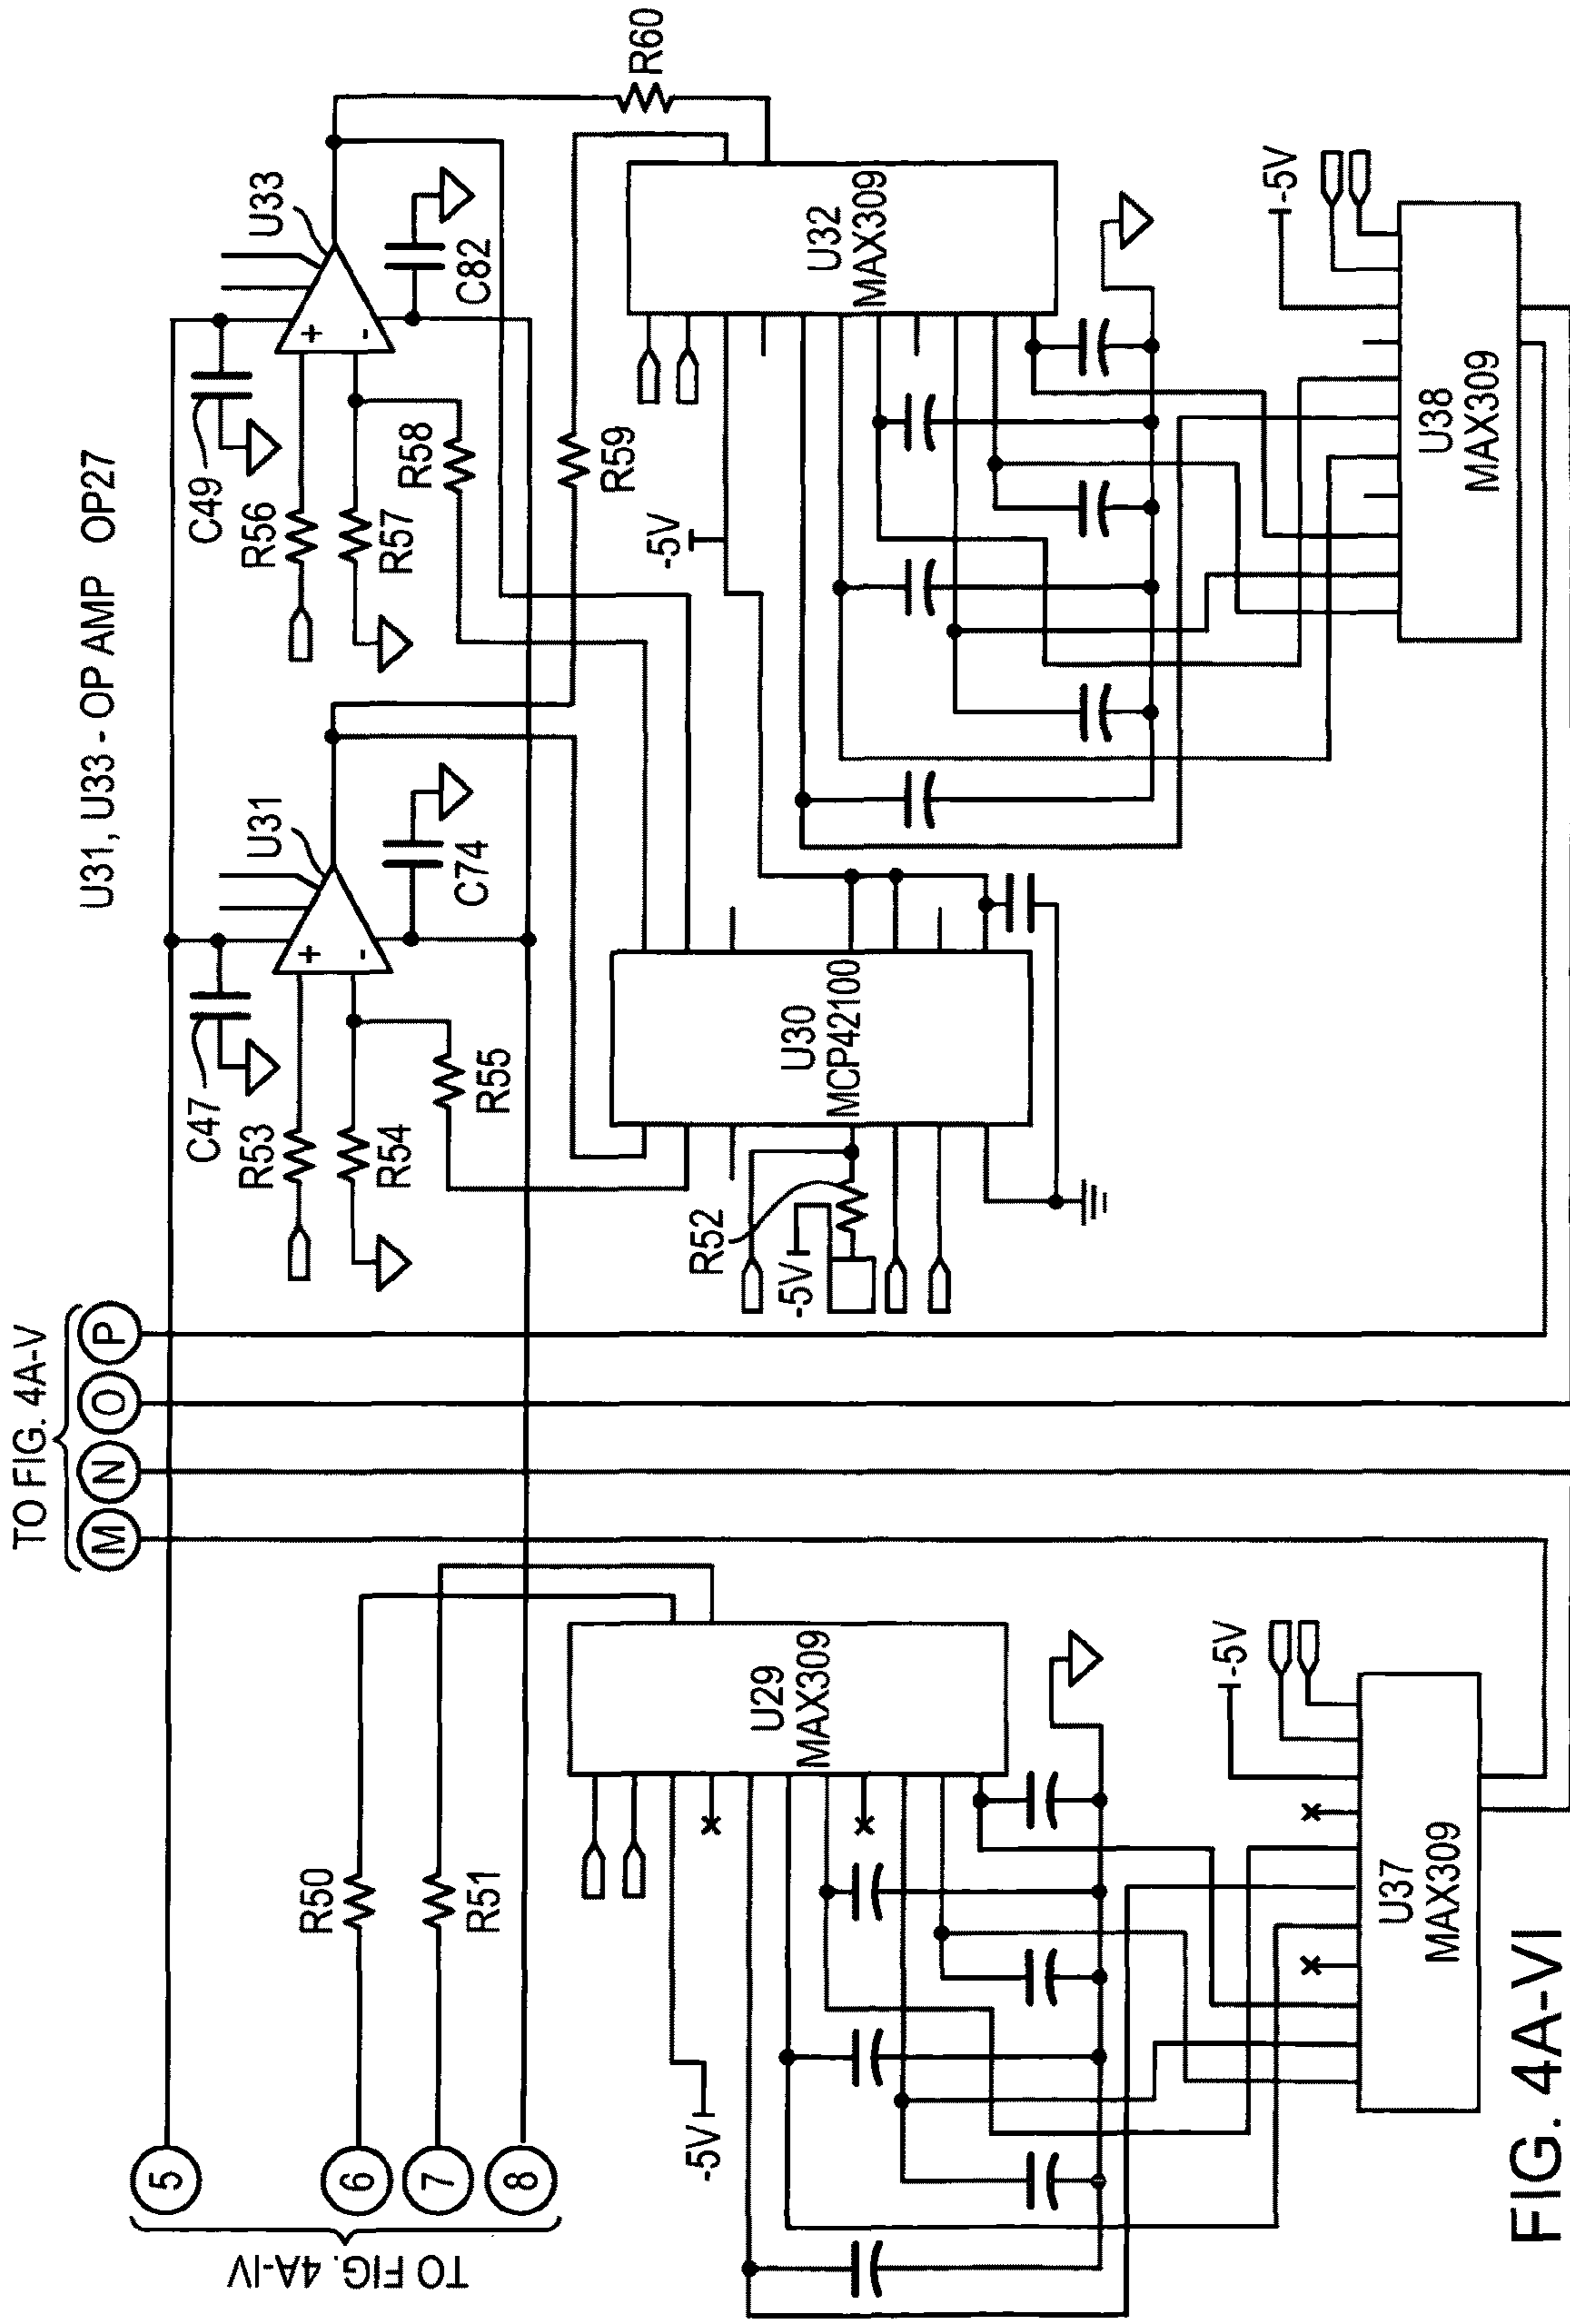 U31, U33 - OP AMP OP27
TO FIG. 4A-V
M N O P
TO FIG. 4A-IV
5
6
7
8
R50
R51
-5V
U29
MAX309
-5V
U37
MAX309
C47
R53
R54
R55
U31
+
-
C74
R52
-5V
U30
MCP42100
C49
R56
R57
R58
U33
+
-
C82
R59
R60
-5V
U32
MAX309
-5V
U38
MAX309
FIG. 4A-VI